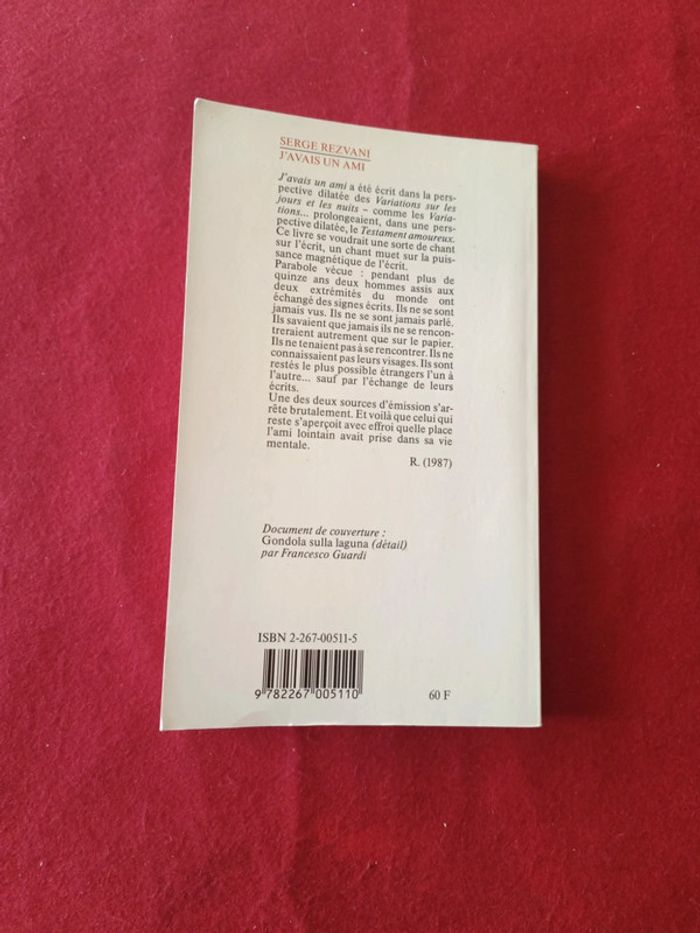 SERGE REZVANI
J'AVAIS UN AMI
J'avais un ami a été écrit dans la pers-
pective dilatée des Variations sur les
jours et les nuits – comme les Varia-
tions... prolongeaient, dans une pers-
pective dilatée, le Testament amoureux.
Ce livre se voudrait une sorte de chant
sur l'écrit, un chant muet sur la puis-
sance magnétique de l'écrit.
Parabole vécue : pendant plus de
quinze ans deux hommes assis aux
deux extrémités du monde ont
échangé des signes écrits. Ils ne se sont
jamais vus. Ils ne se sont jamais parlé.
Ils savaient que jamais ils ne se rencon-
treraient autrement que sur le papier.
Ils ne tenaient pas à se rencontrer. Ils ne
connaissaient pas leurs visages. Ils sont
restés le plus possible étrangers l'un à
l'autre... sauf par l'échange de leurs
écrits.
Une des deux sources d'émission s'ar-
rête brutalement. Et voilà que celui qui
reste s'aperçoit avec effroi quelle place
l'ami lointain avait prise dans sa vie
mentale.
R. (1987)
Document de couverture :
Gondola sulla laguna (détail)
par Francesco Guardi
ISBN 2-267-00511-5
9 782267 005110
60 F